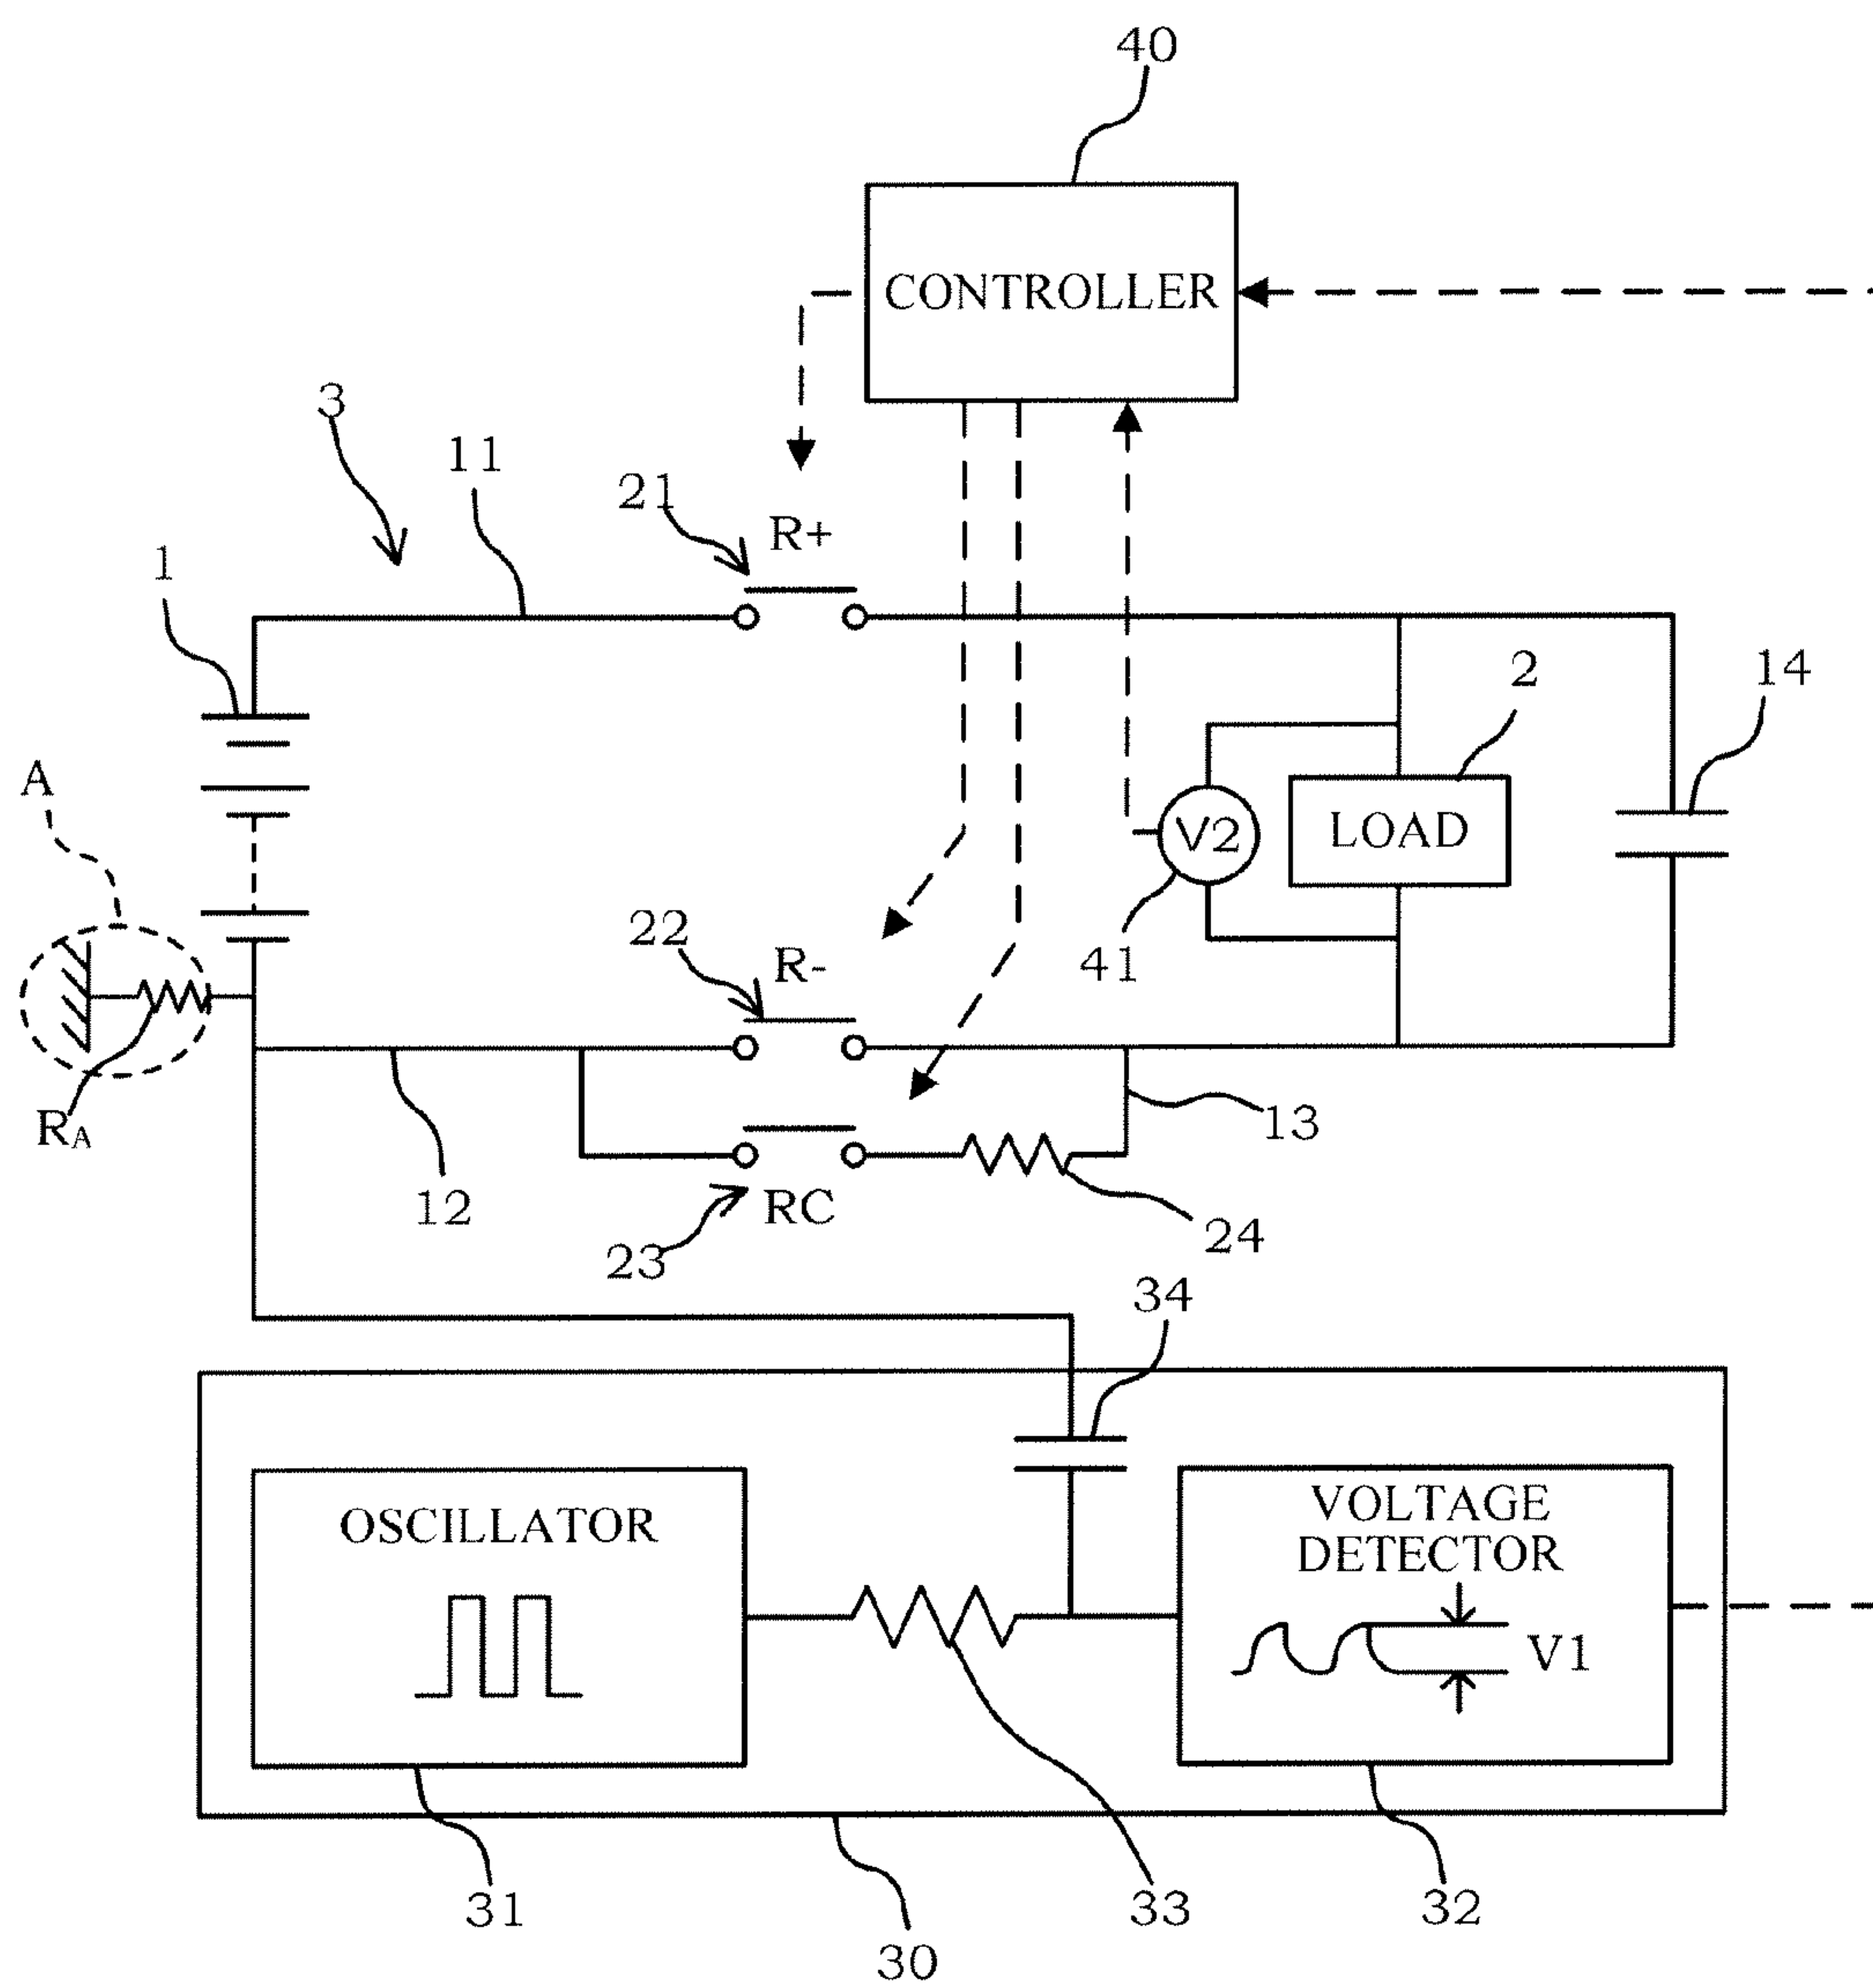 40
CONTROLLER
3
11
21
R+
1
2
14
A
V2
LOAD
22
R-
41
RA
13
12
RC
24
23
34
OSCILLATOR
VOLTAGE
DETECTOR
V1
31
33
32
30